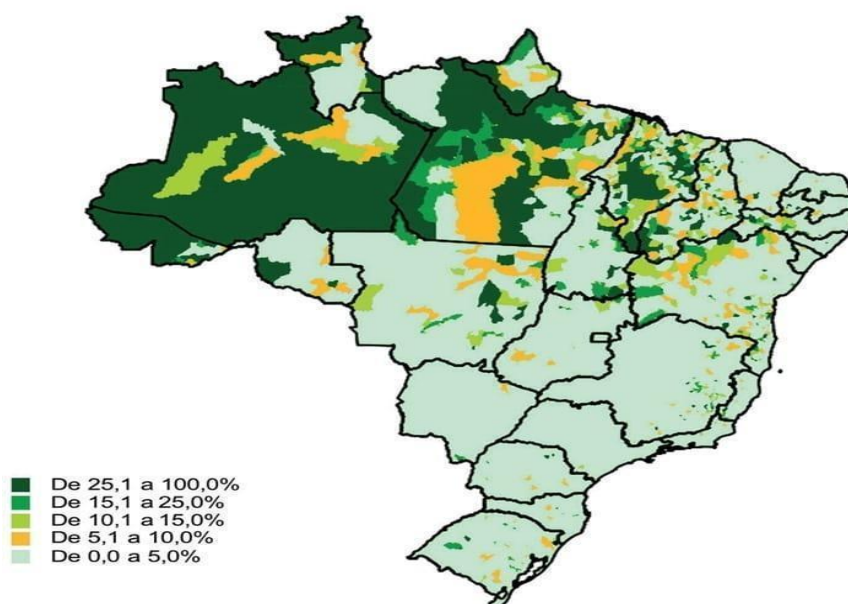 De 25,1 a 100,0%
De 15,1 a 25,0%
De 10,1 a 15,0%
De 5,1 a 10,0%
De 0,0 a 5,0%